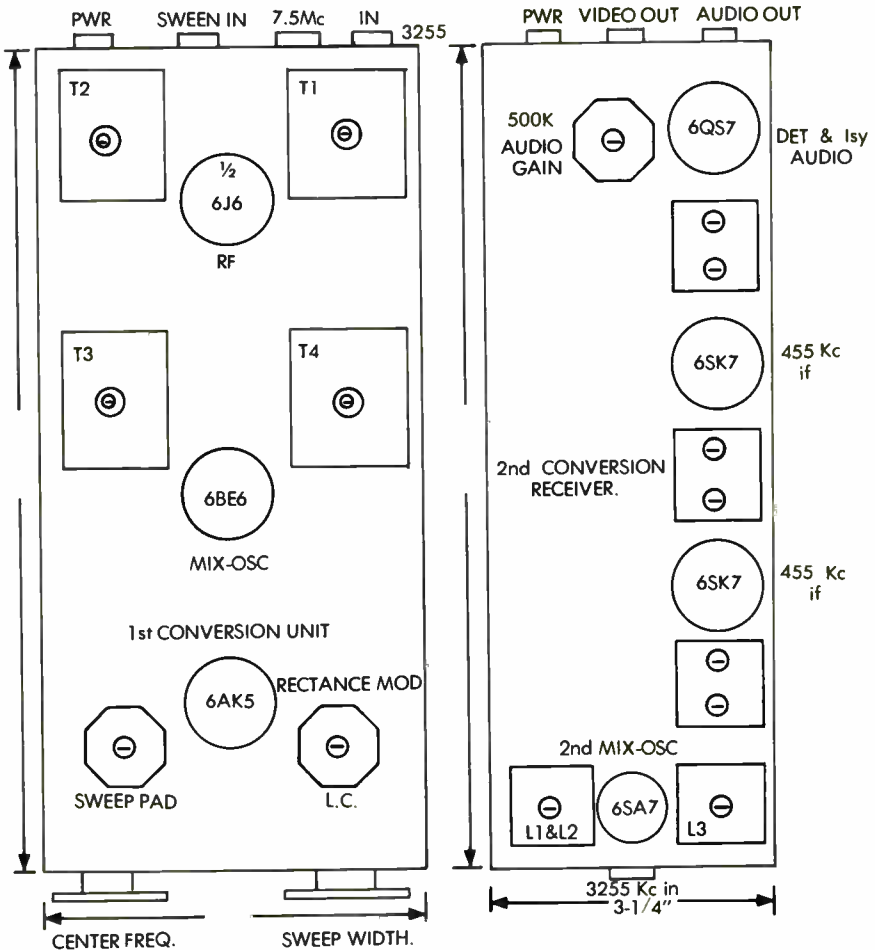 PWR SWEEN IN 7.5Mc IN 3255
T2
T1
½
6J6
RF
T3
T4
6BE6
MIX-OSC
1st CONVERSION UNIT
6AK5
RECTANCE MOD
SWEEP PAD
L.C.
CENTER FREQ.
SWEEP WIDTH.
PWR VIDEO OUT AUDIO OUT
500K
AUDIO
GAIN
6QS7
DET & Isy
AUDIO
6SK7
455 Kc
if
2nd CONVERSION
RECEIVER.
6SK7
455 Kc
if
2nd MIX-OSC
L1&L2
6SA7
L3
3255 Kc in
3-1/4"